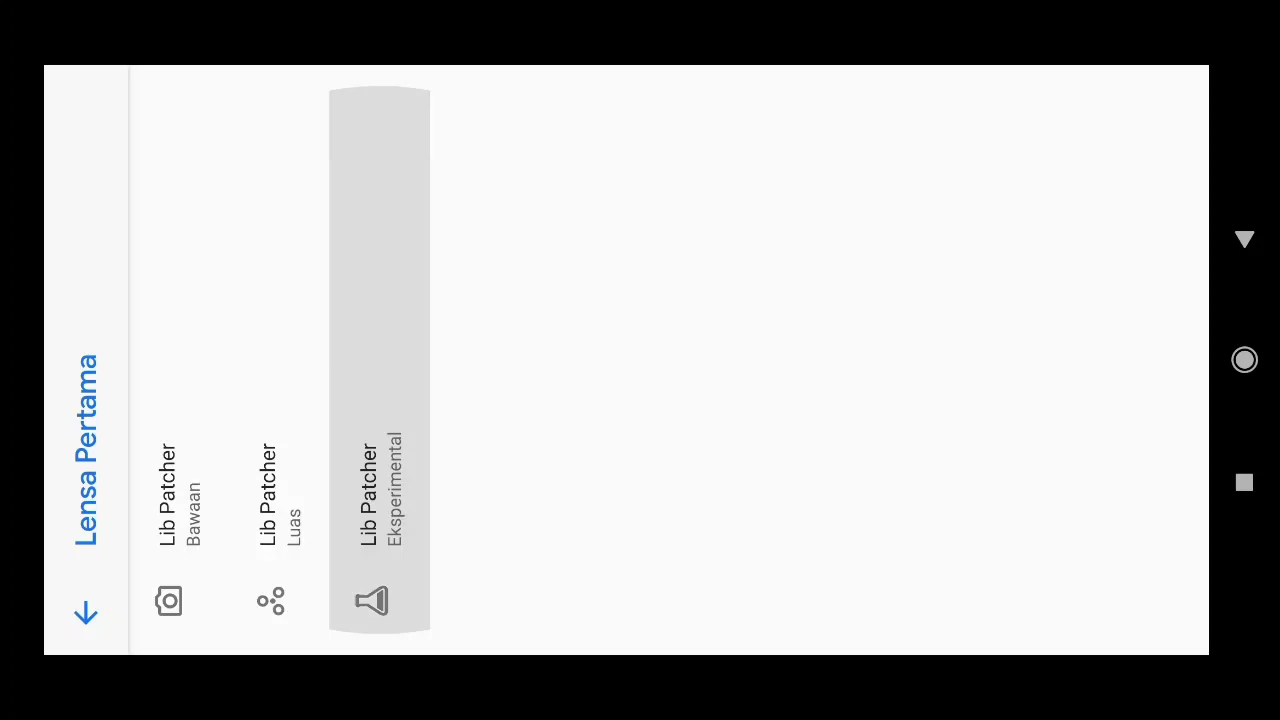 Lensa Pertama
Lib Patcher
Bawaan
Lib Patcher
Luas
Lib Patcher
Eksperimental